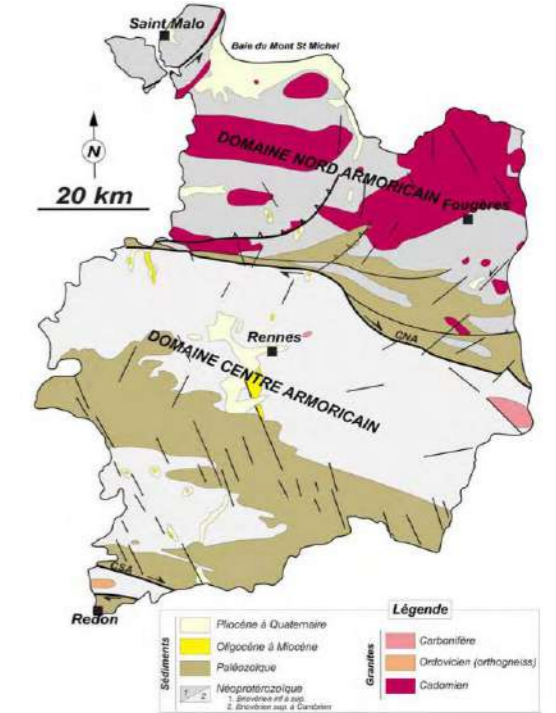 Saint Malo
Baie du Mont St Michel
DOMAINE NORD ARMORICAIN
N
20 km
Fougères
CNA
Rennes
DOMAINE CENTRE ARMORICAIN
CSA
Redon
Légende
Sédiments
Pliocène à Quaternaire
Oligocène à Miocène
Paléozoïque
1 2 Néoprotérozoïque
1. Briovérien inf à sup
2. Briovérien sup. à Cambrien
Granites
Carbonifère
Ordovicien (orthogneiss)
Cadomien